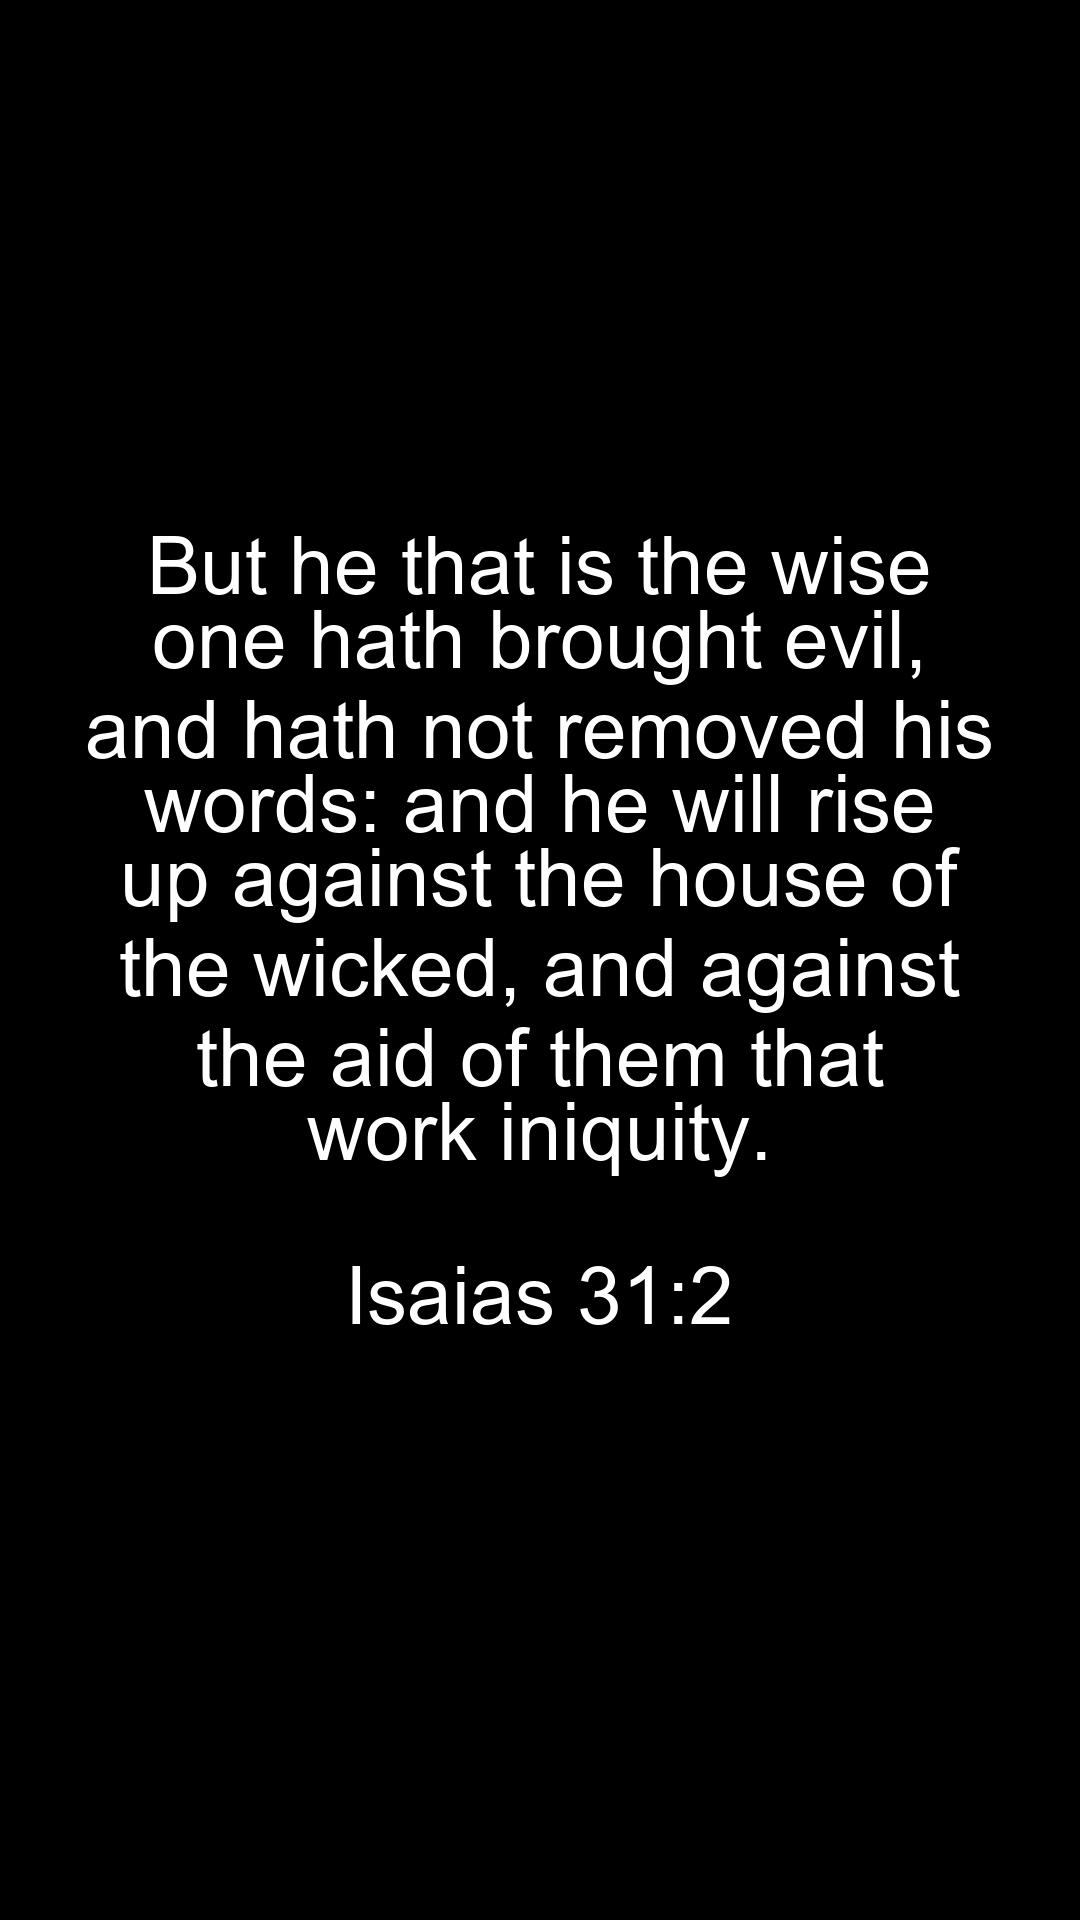 But he that is the wise
one hath brought evil,
and hath not removed his
words: and he will rise
up against the house of
the wicked, and against
the aid of them that
work iniquity.
Isaias 31:2